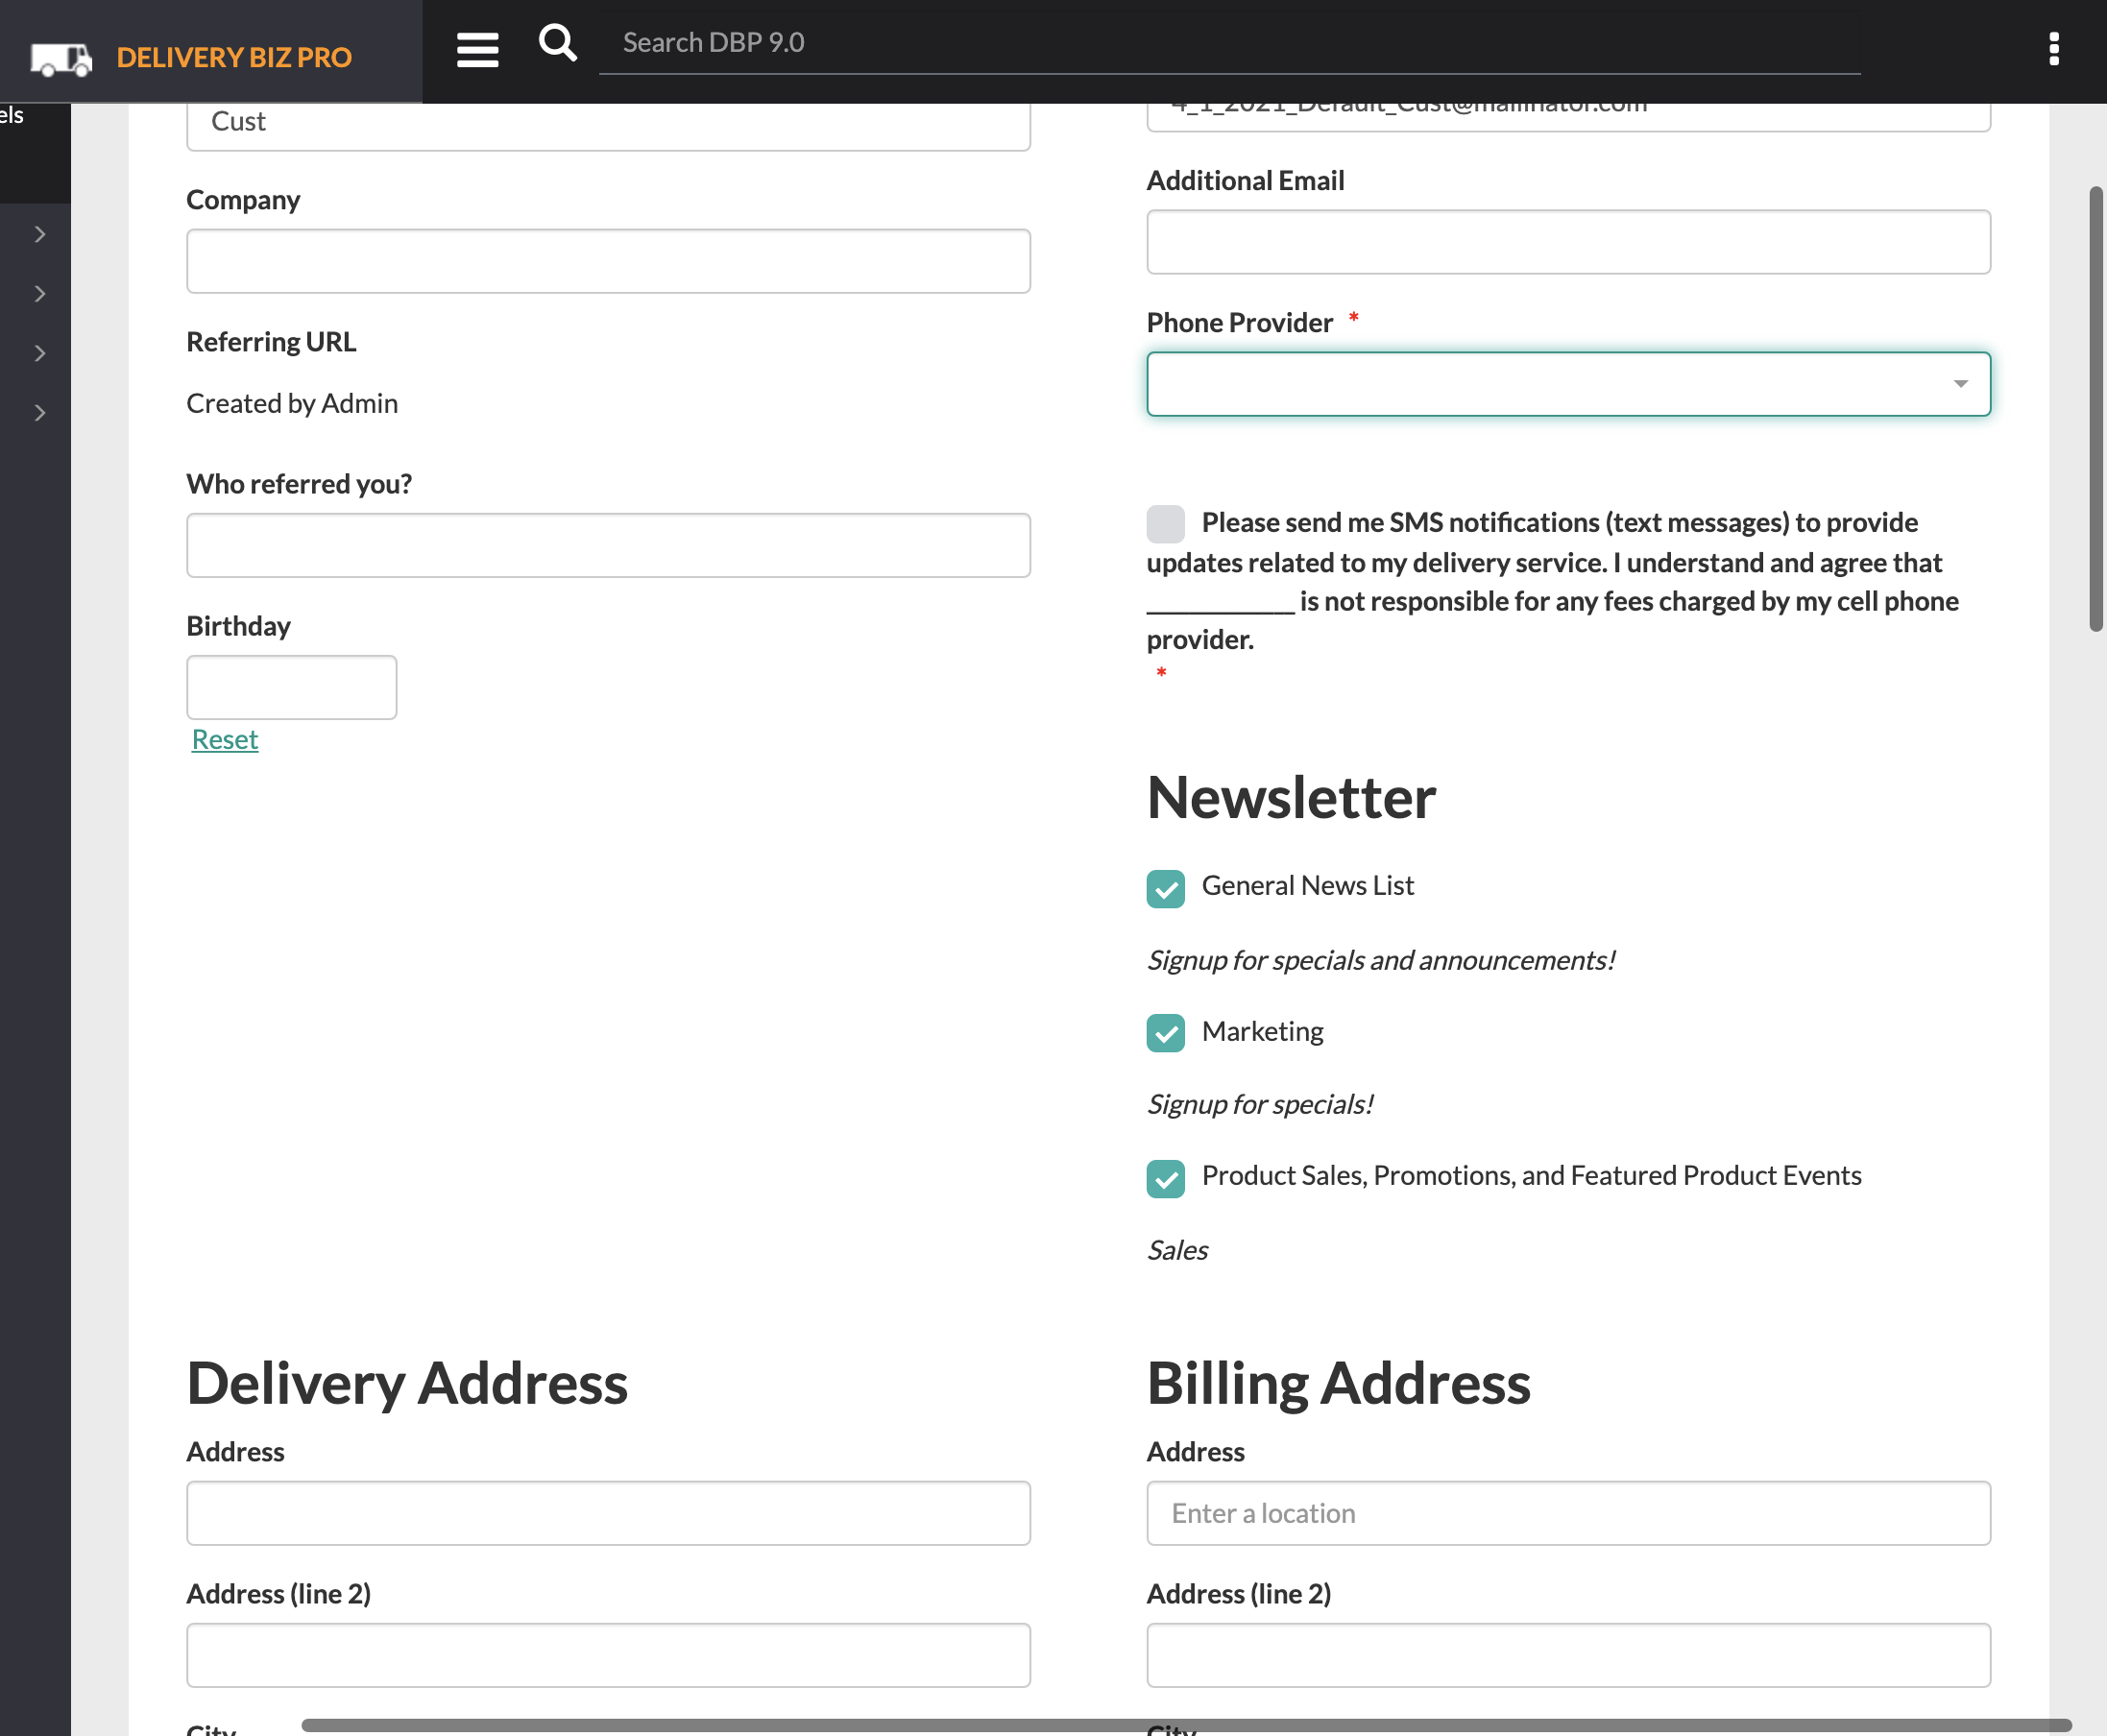 DELIVERY BIZ PRO
Search DBP 9.0
els
Cust
Company
Referring URL
Created by Admin
Who referred you?
Birthday
Reset
4_1_2021_Default_Cust@mailinator.com
Additional Email
Phone Provider *
Please send me SMS notifications (text messages) to provide
updates related to my delivery service. I understand and agree that
___________ is not responsible for any fees charged by my cell phone
provider.
*
Newsletter
General News List
Signup for specials and announcements!
Marketing
Signup for specials!
Product Sales, Promotions, and Featured Product Events
Sales
Delivery Address
Address
Address (line 2)
City
Billing Address
Address
Enter a location
Address (line 2)
City